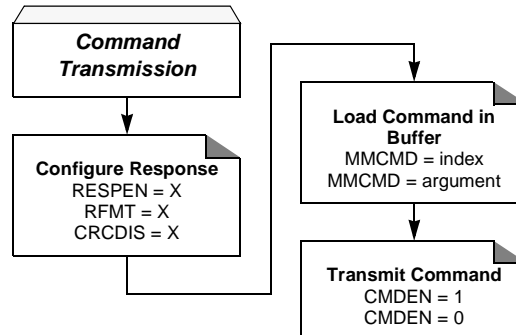 Command
Transmission
Configure Response
RESPEN = X
RFMT = X
CRCDIS = X
Load Command in
Buffer
MMCMD = index
MMCMD = argument
Transmit Command
CMDEN = 1
CMDEN = 0